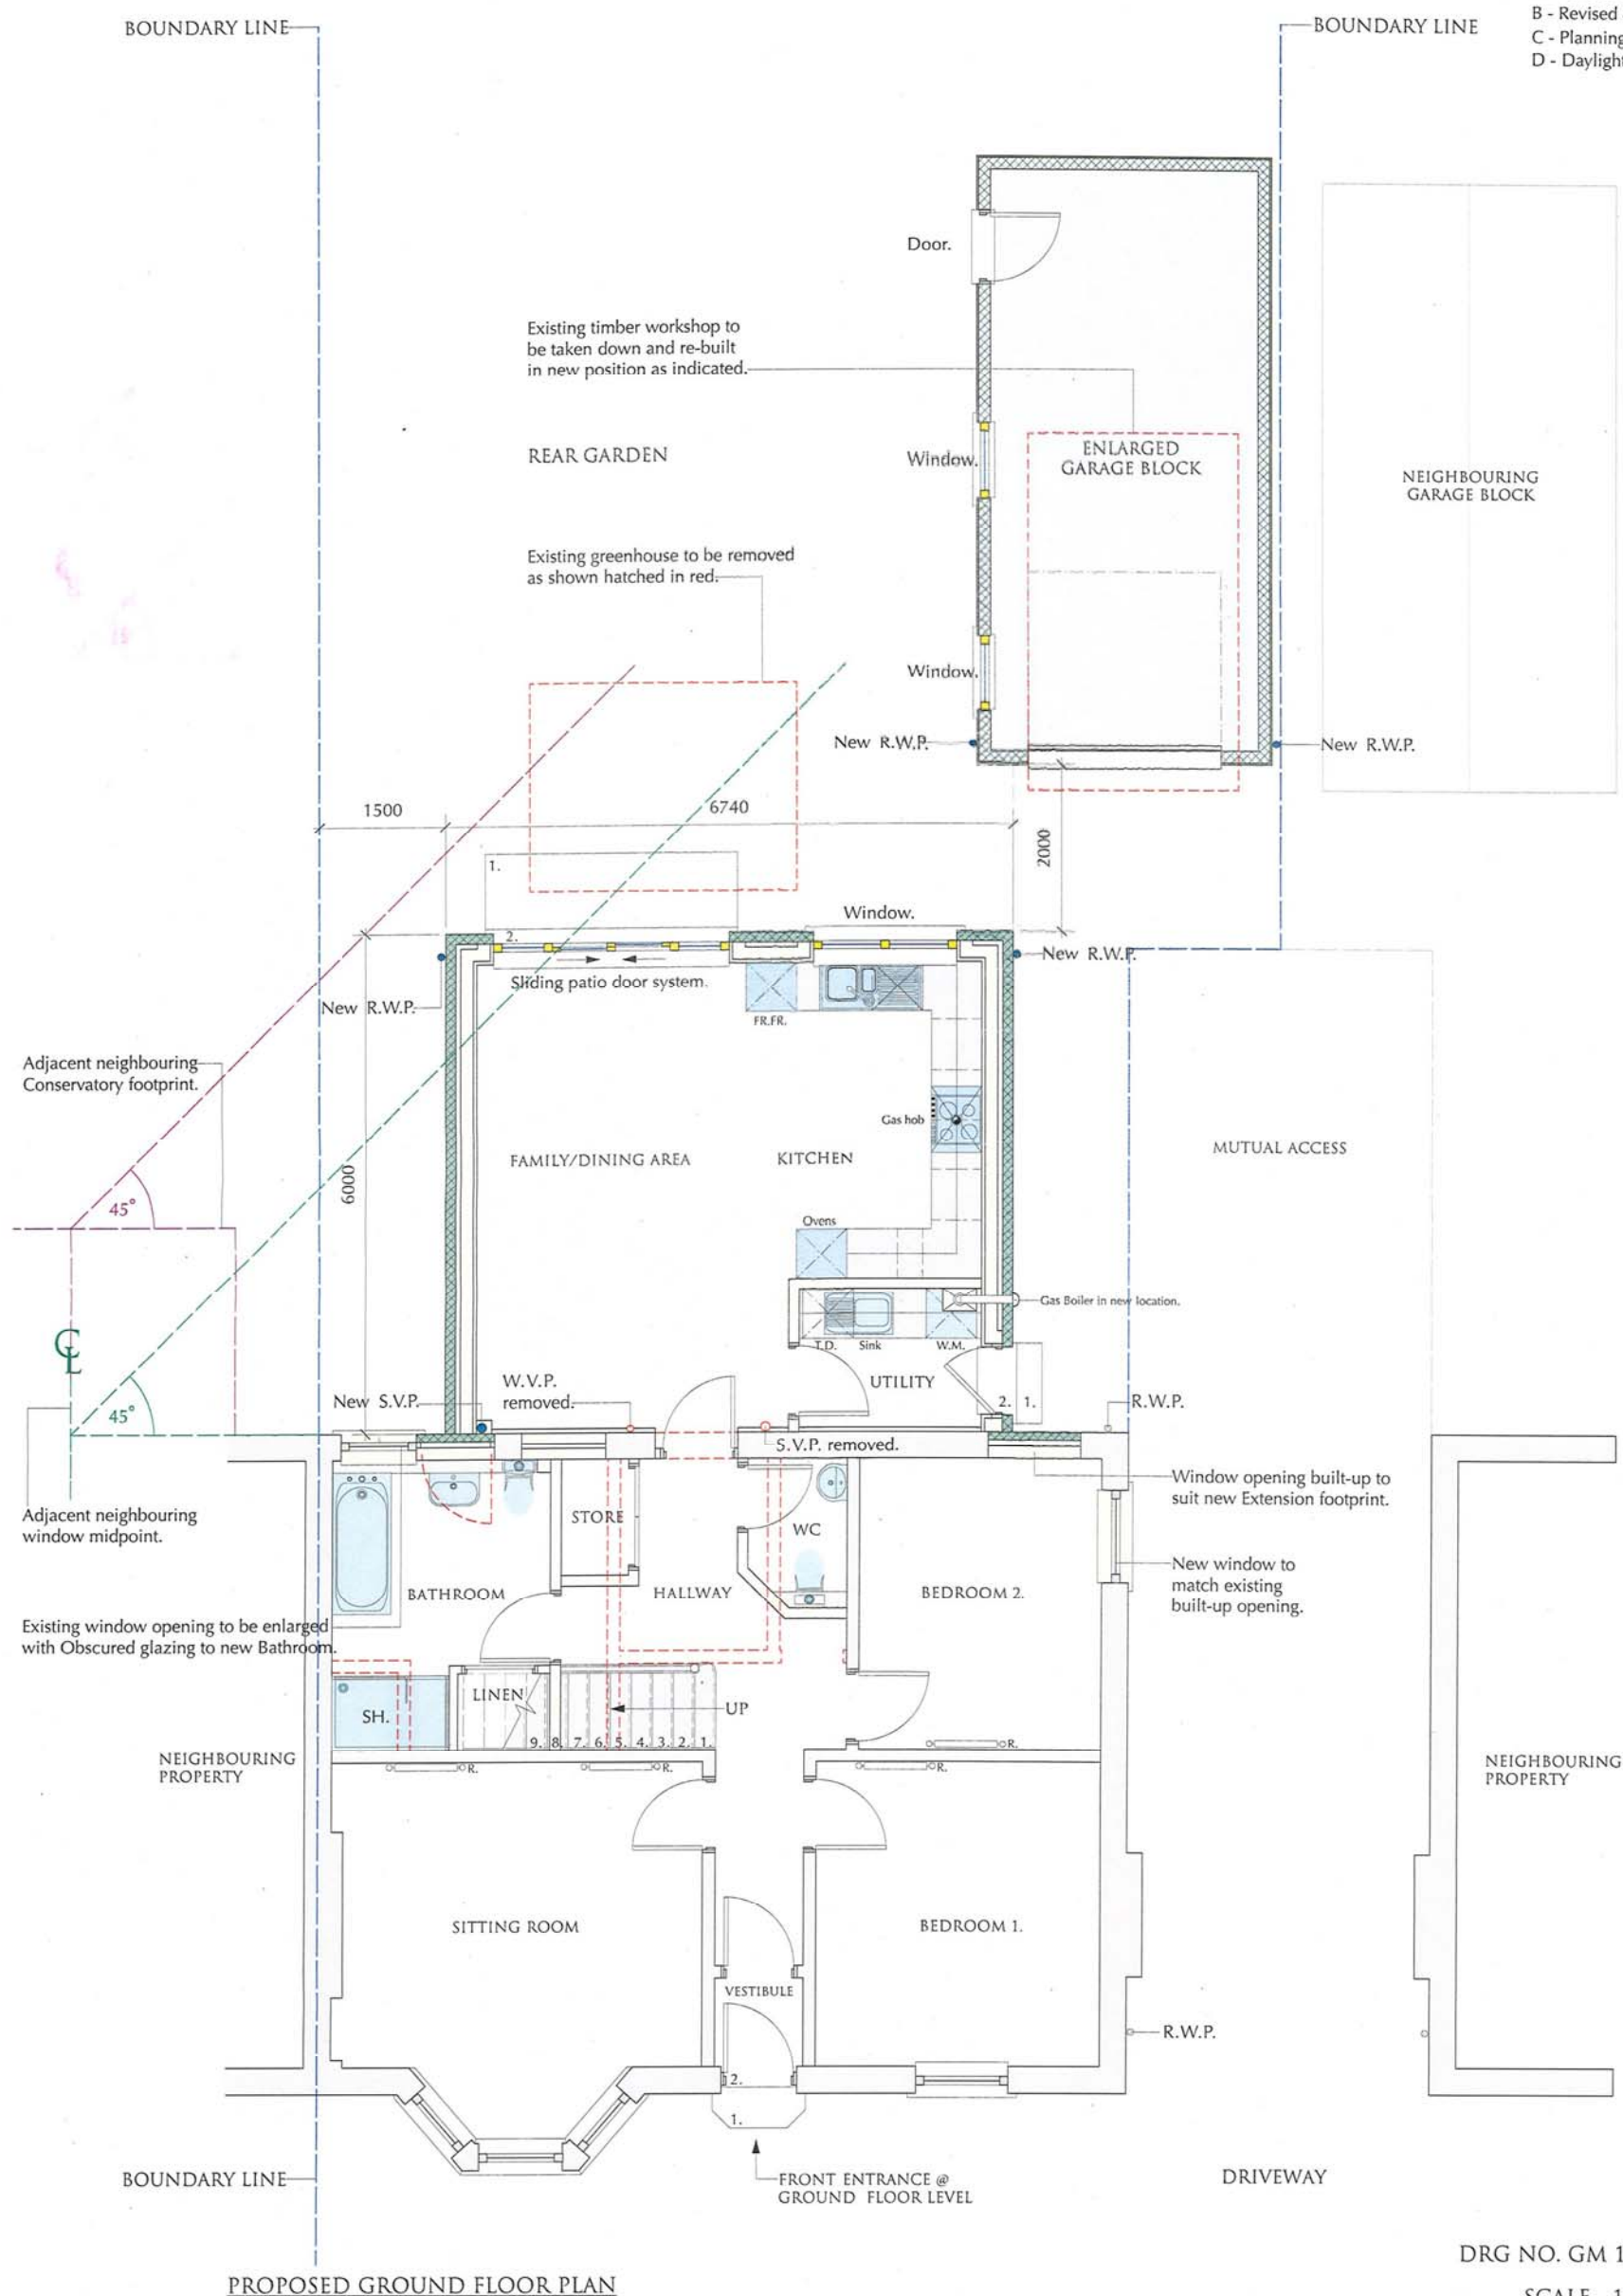 BOUNDARY LINE
BOUNDARY LINE
B - Revised
C - Planning
D - Daylight
Door.
Existing timber workshop to
be taken down and re-built
in new position as indicated.
REAR GARDEN
Window.
ENLARGED
GARAGE BLOCK
NEIGHBOURING
GARAGE BLOCK
Existing greenhouse to be removed
as shown hatched in red.
Window.
New R.W.P.
New R.W.P.
1500
6740
2000
1.
2.
Window.
New R.W.P.
Sliding patio door system.
New R.W.P.
FR.FR.
Adjacent neighbouring
Conservatory footprint.
Gas hob
FAMILY/DINING AREA
KITCHEN
MUTUAL ACCESS
6000
45°
Ovens
Gas Boiler in new location.
T.D.
Sink
W.M.
CL
UTILITY
W.V.P.
removed.
New S.V.P.
2.
1.
R.W.P.
45°
S.V.P. removed.
Window opening built-up to
suit new Extension footprint.
Adjacent neighbouring
window midpoint.
STORE
WC
New window to
match existing
built-up opening.
BATHROOM
HALLWAY
BEDROOM 2.
Existing window opening to be enlarged
with Obscured glazing to new Bathroom.
LINEN
SH.
UP
9. 8. 7. 6. 5. 4. 3. 2. 1.
R.
NEIGHBOURING
PROPERTY
NEIGHBOURING
PROPERTY
R.
R.
R.
SITTING ROOM
BEDROOM 1.
VESTIBULE
R.W.P.
2.
1.
BOUNDARY LINE
FRONT ENTRANCE @
GROUND FLOOR LEVEL
DRIVEWAY
DRG NO. GM 1
PROPOSED GROUND FLOOR PLAN